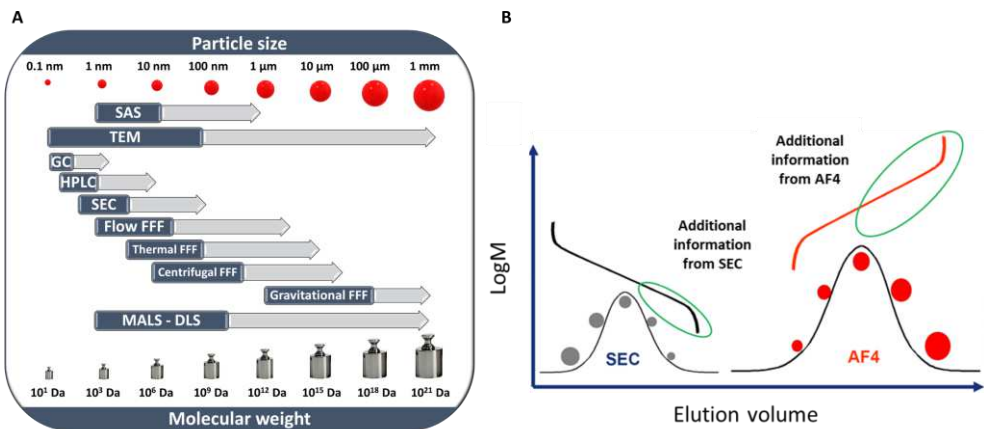 A
Particle size
0.1 nm 1 nm 10 nm 100 nm 1 µm 10 µm 100 µm 1 mm
SAS
TEM
GC
HPLC
SEC
Flow FFF
Thermal FFF
Centrifugal FFF
Gravitational FFF
MALS - DLS
10¹ Da 10³ Da 10⁶ Da 10⁹ Da 10¹² Da 10¹⁵ Da 10¹⁸ Da 10²¹ Da
Molecular weight
B
Additional
information
from AF4
Additional
information
from SEC
LogM
SEC
AF4
Elution volume